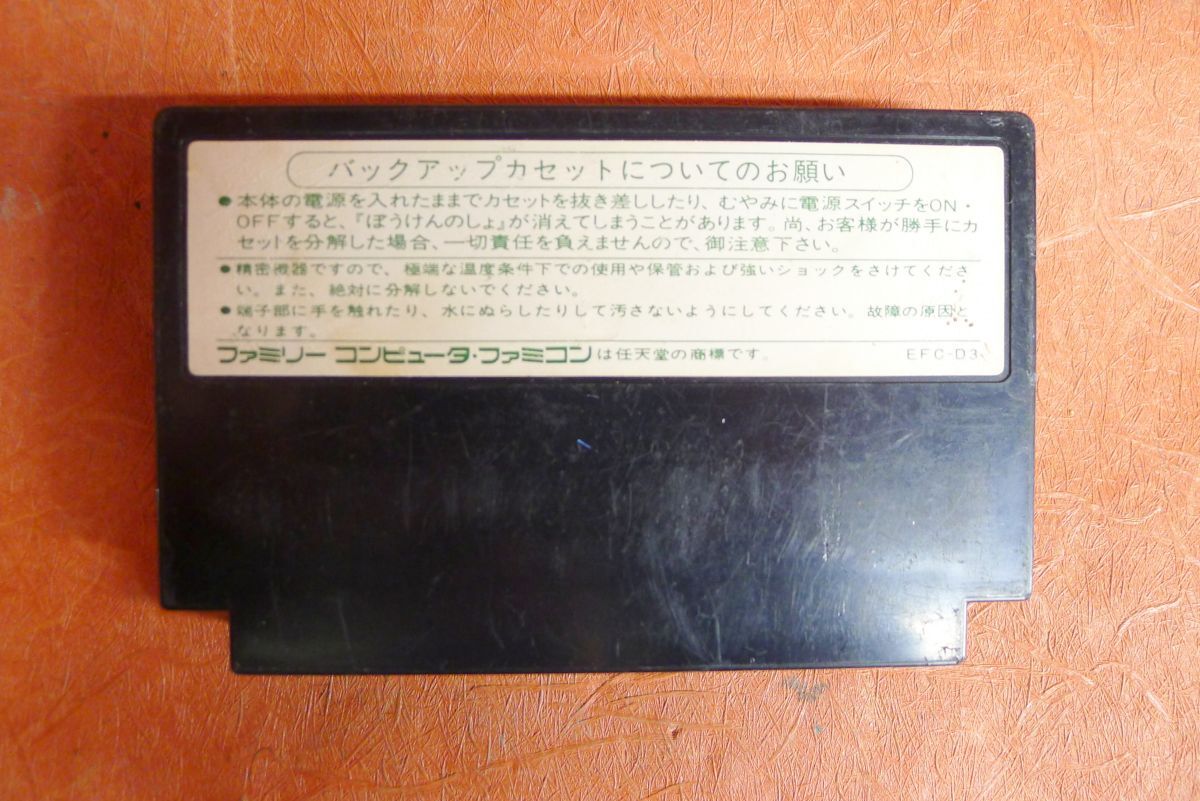 バックアップカセットについてのお願い
●本体の電源を入れたままでカセットを抜き差ししたり、むやみに電源スイッチをON・
OFFすると、『ぼうけんのしょ』が消えてしまうことがあります。尚、お客様が勝手にカ
セットを分解した場合、一切責任を負えませんので、御注意下さい。
●精密機器ですので、極端な温度条件下での使用や保管および強いショックをさけてくださ
い。また、絶対に分解しないでください。
●端子部に手を触れたり、水にぬらしたりして汚さないようにしてください。故障の原因と
なります。
ファミリー コンピュータ・ファミコンは任天堂の商標です。 EFC-D3